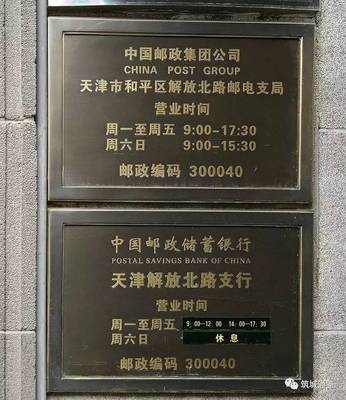 中国邮政集团公司
CHINA POST GROUP
天津市和平区解放北路邮电支局
营业时间
周一至周五 9:00-17:30
周六日 9:00-15:30
邮政编码 300040
中国邮政储蓄银行
POSTAL SAVINGS BANK OF CHINA
天津解放北路支行
营业时间
周一至周五 9:00-12:00 14:00-17:30
周六日 休息
邮政编码 300040